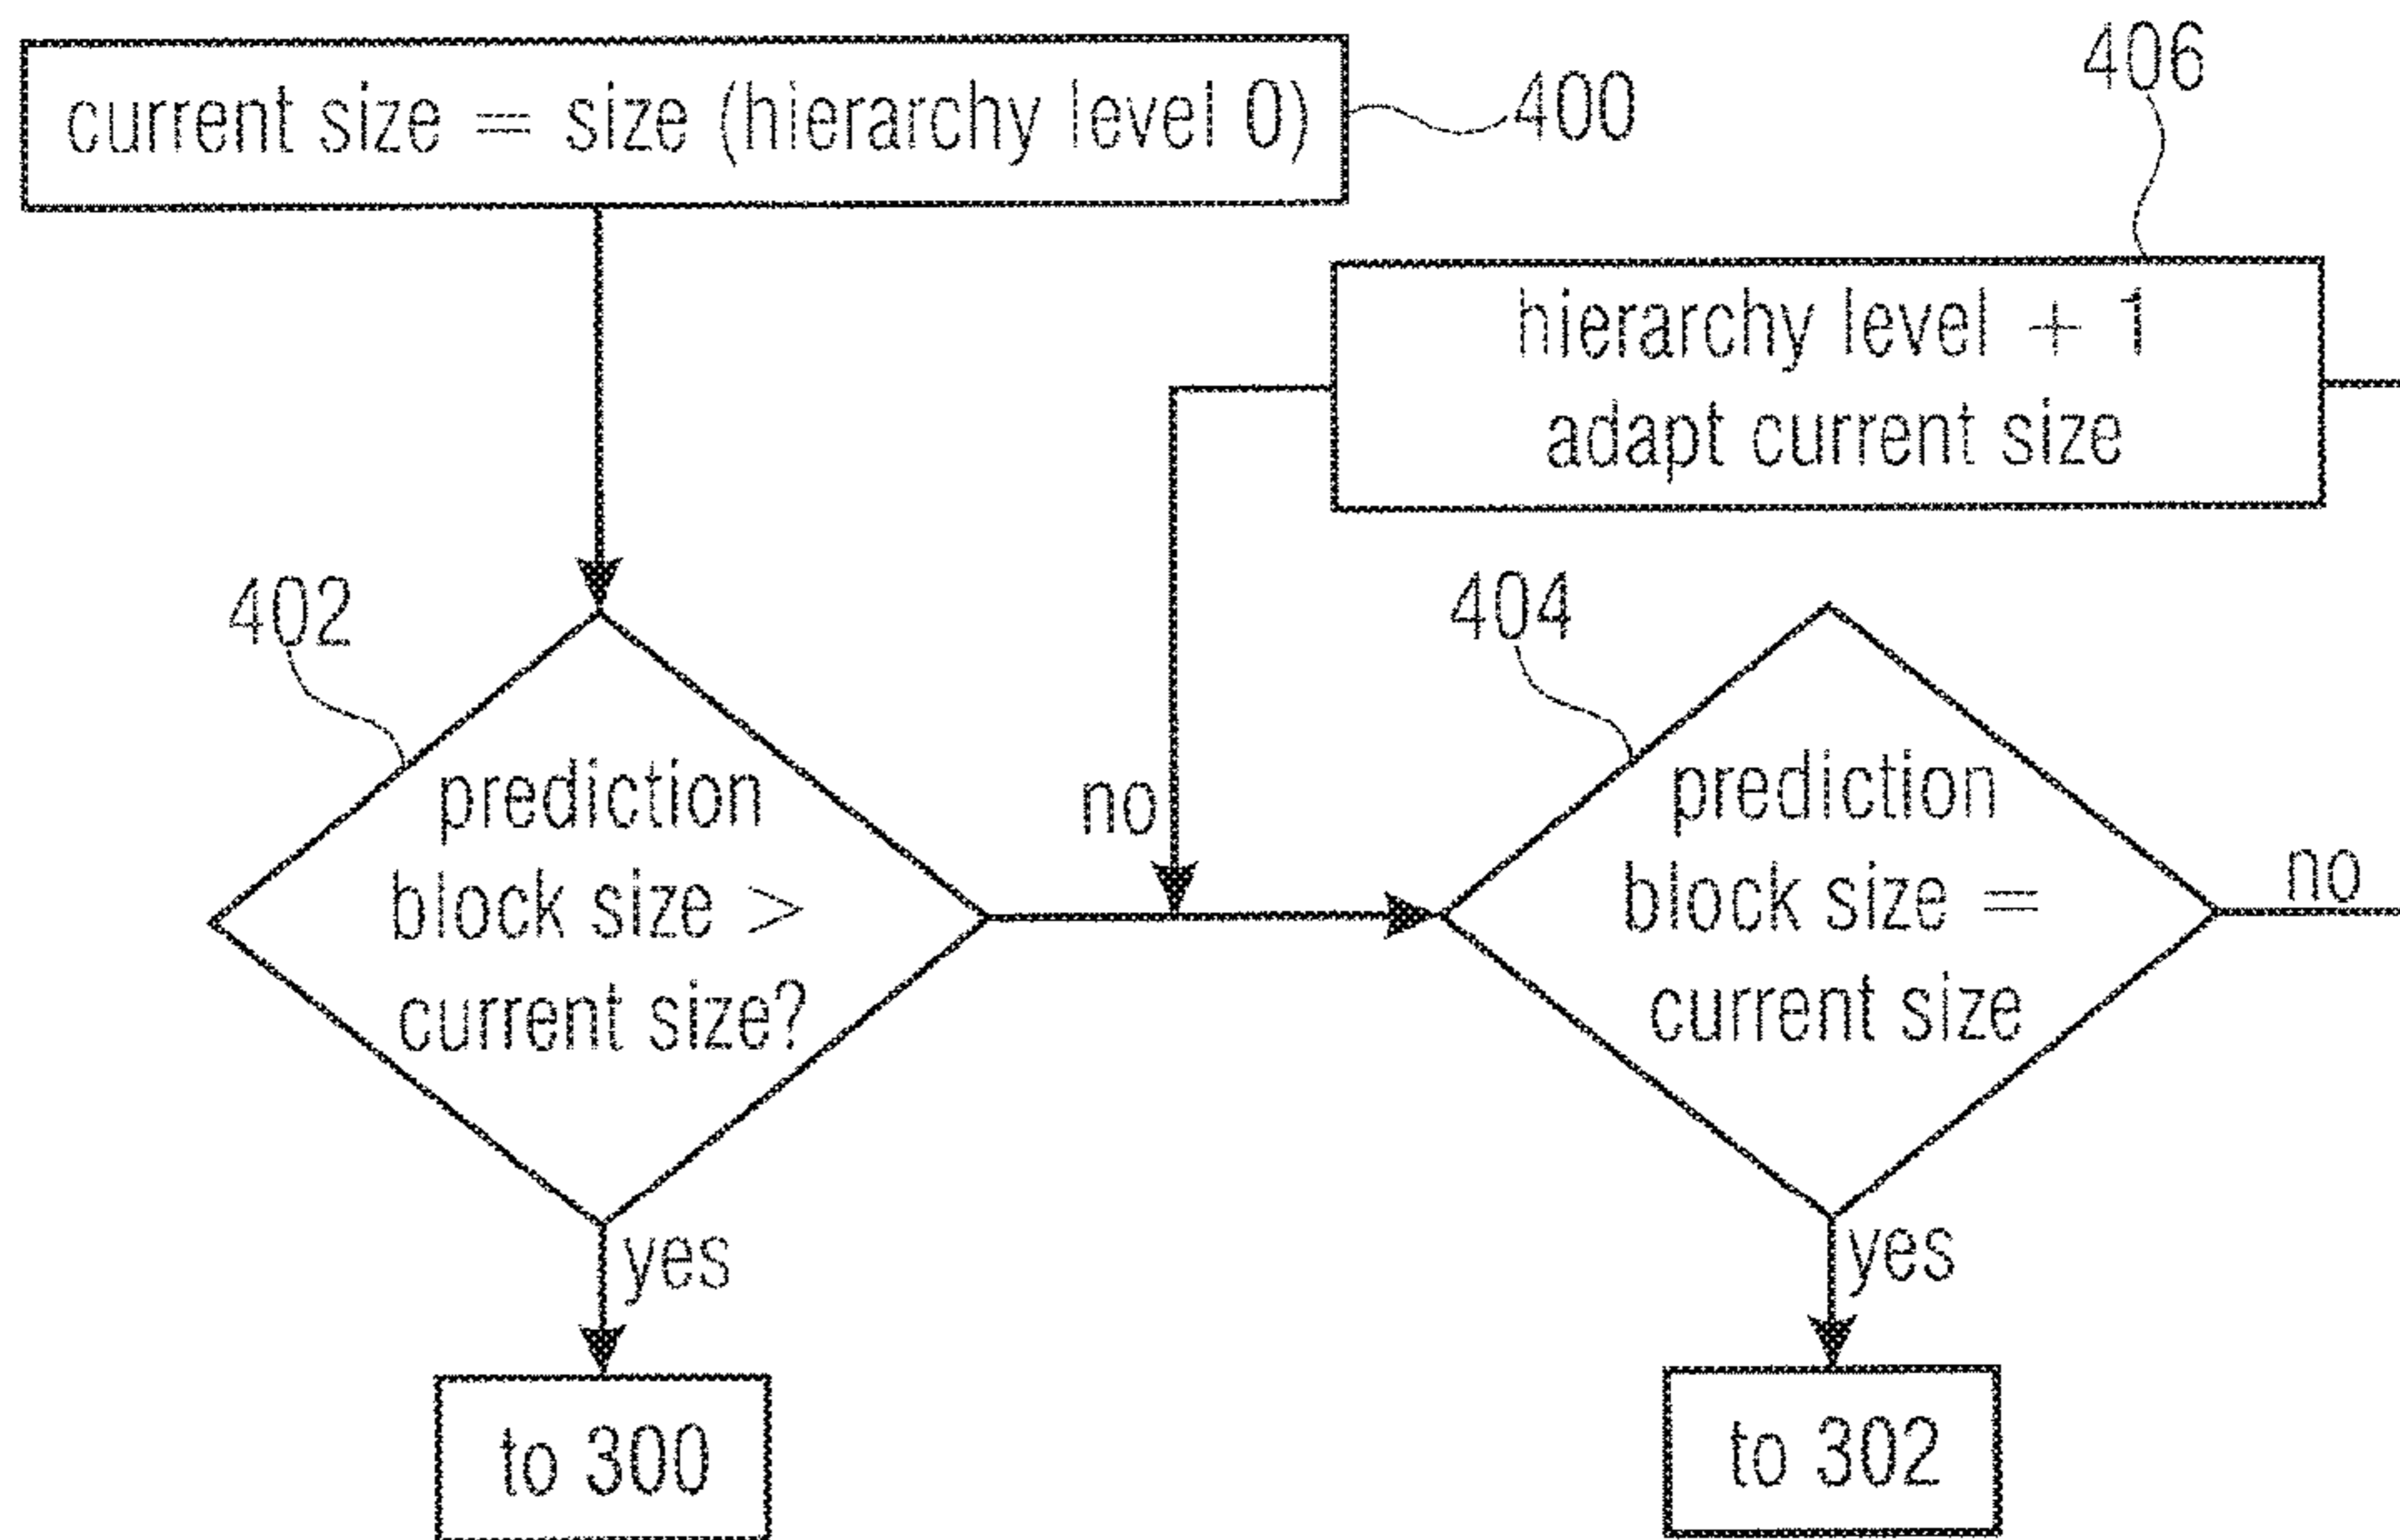 current size = size (hierarchy level 0)
400
406
hierarchy level + 1
adapt current size
402
404
prediction
block size >
current size?
no
prediction
block size =
current size
no
yes
yes
to 300
to 302